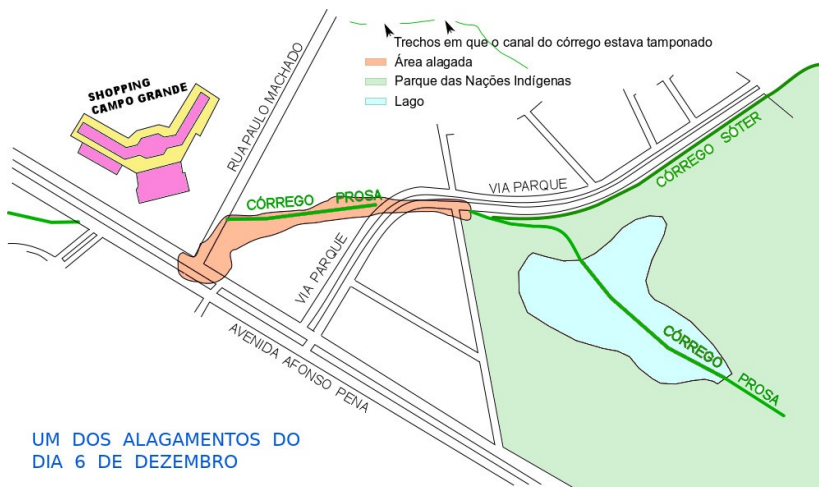 Trechos em que o canal do córrego estava tamponado
Área alagada
Parque das Nações Indígenas
Lago
SHOPPING
CAMPO GRANDE
RUA PAULO MACHADO
CÓRREGO PROSA
VIA PARQUE
CÓRREGO SÓTER
VIA PARQUE
AVENIDA AFONSO PENA
CÓRREGO PROSA
UM DOS ALAGAMENTOS DO
DIA 6 DE DEZEMBRO